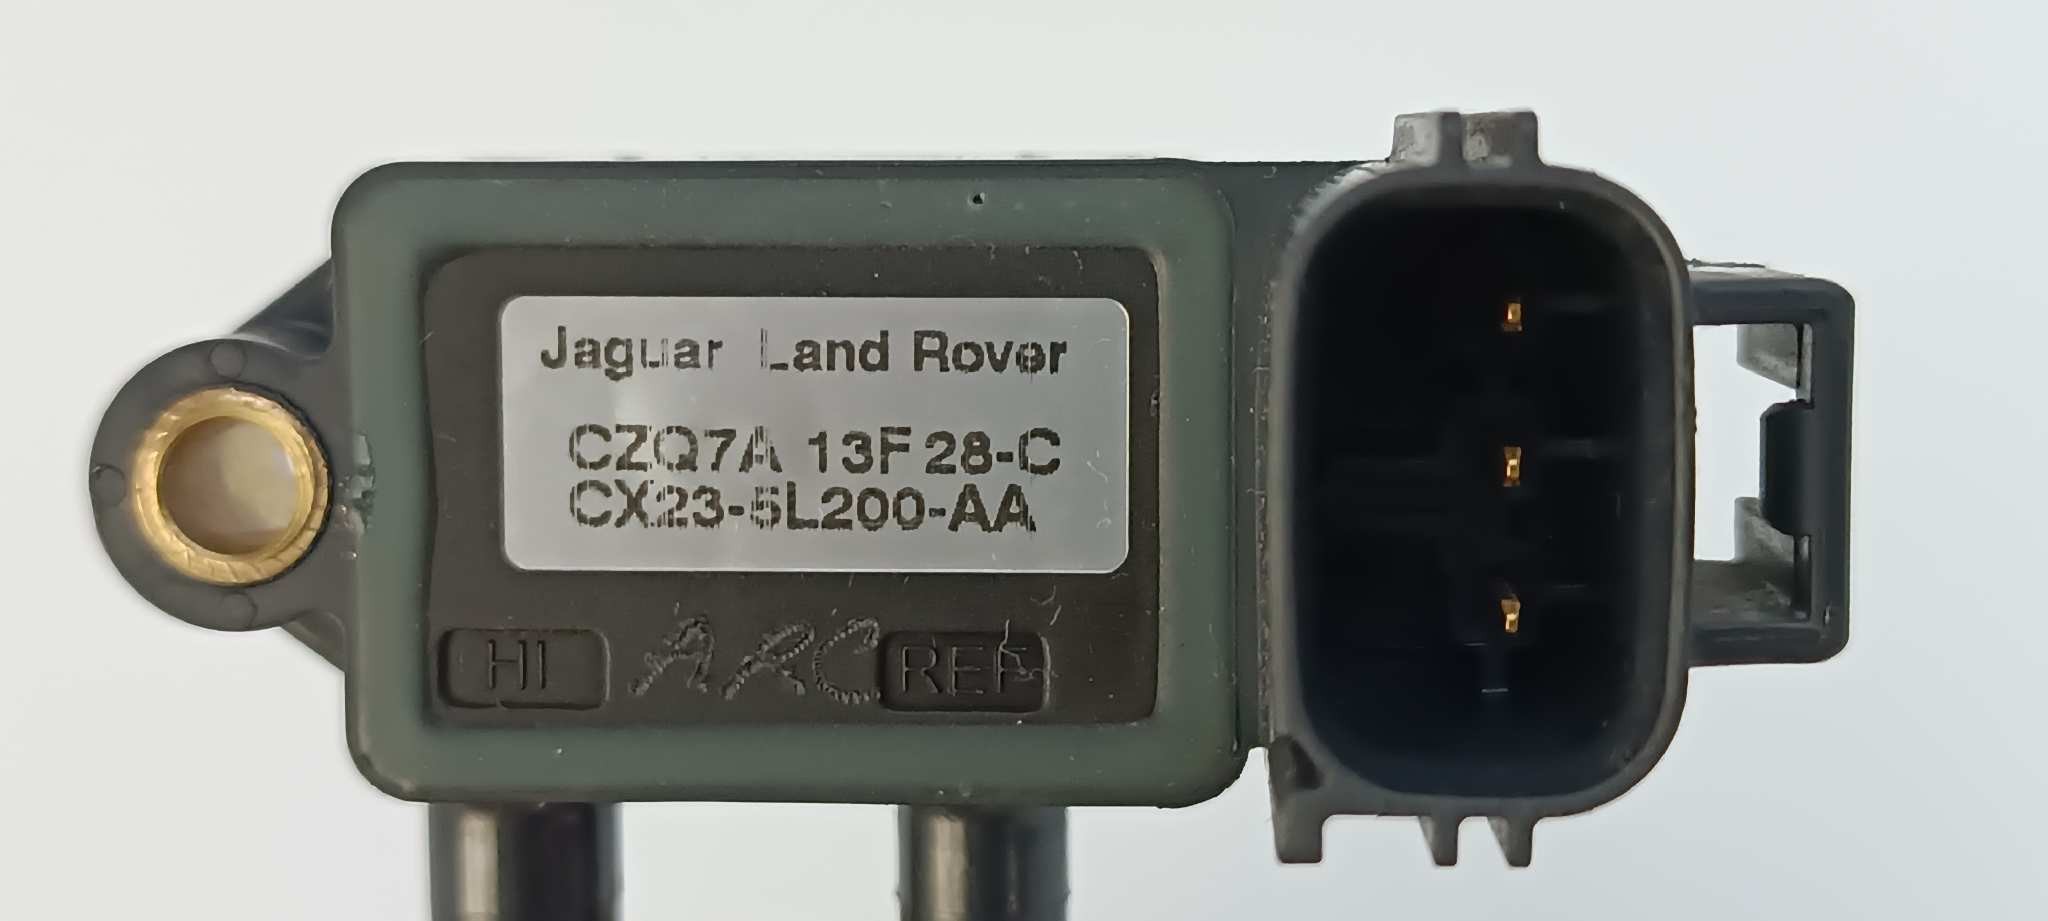 Jaguar Land Rover
CZQ7A 13F28-C
CX23-5L200-AA
HI ARC REF